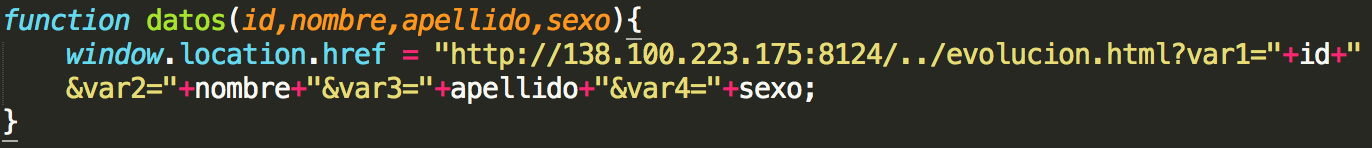 function datos(id,nombre,apellido,sexo){
window.location.href = "http://138.100.223.175:8124/../evolucion.html?var1="+id+"
&var2="+nombre+"&var3="+apellido+"&var4="+sexo;
}